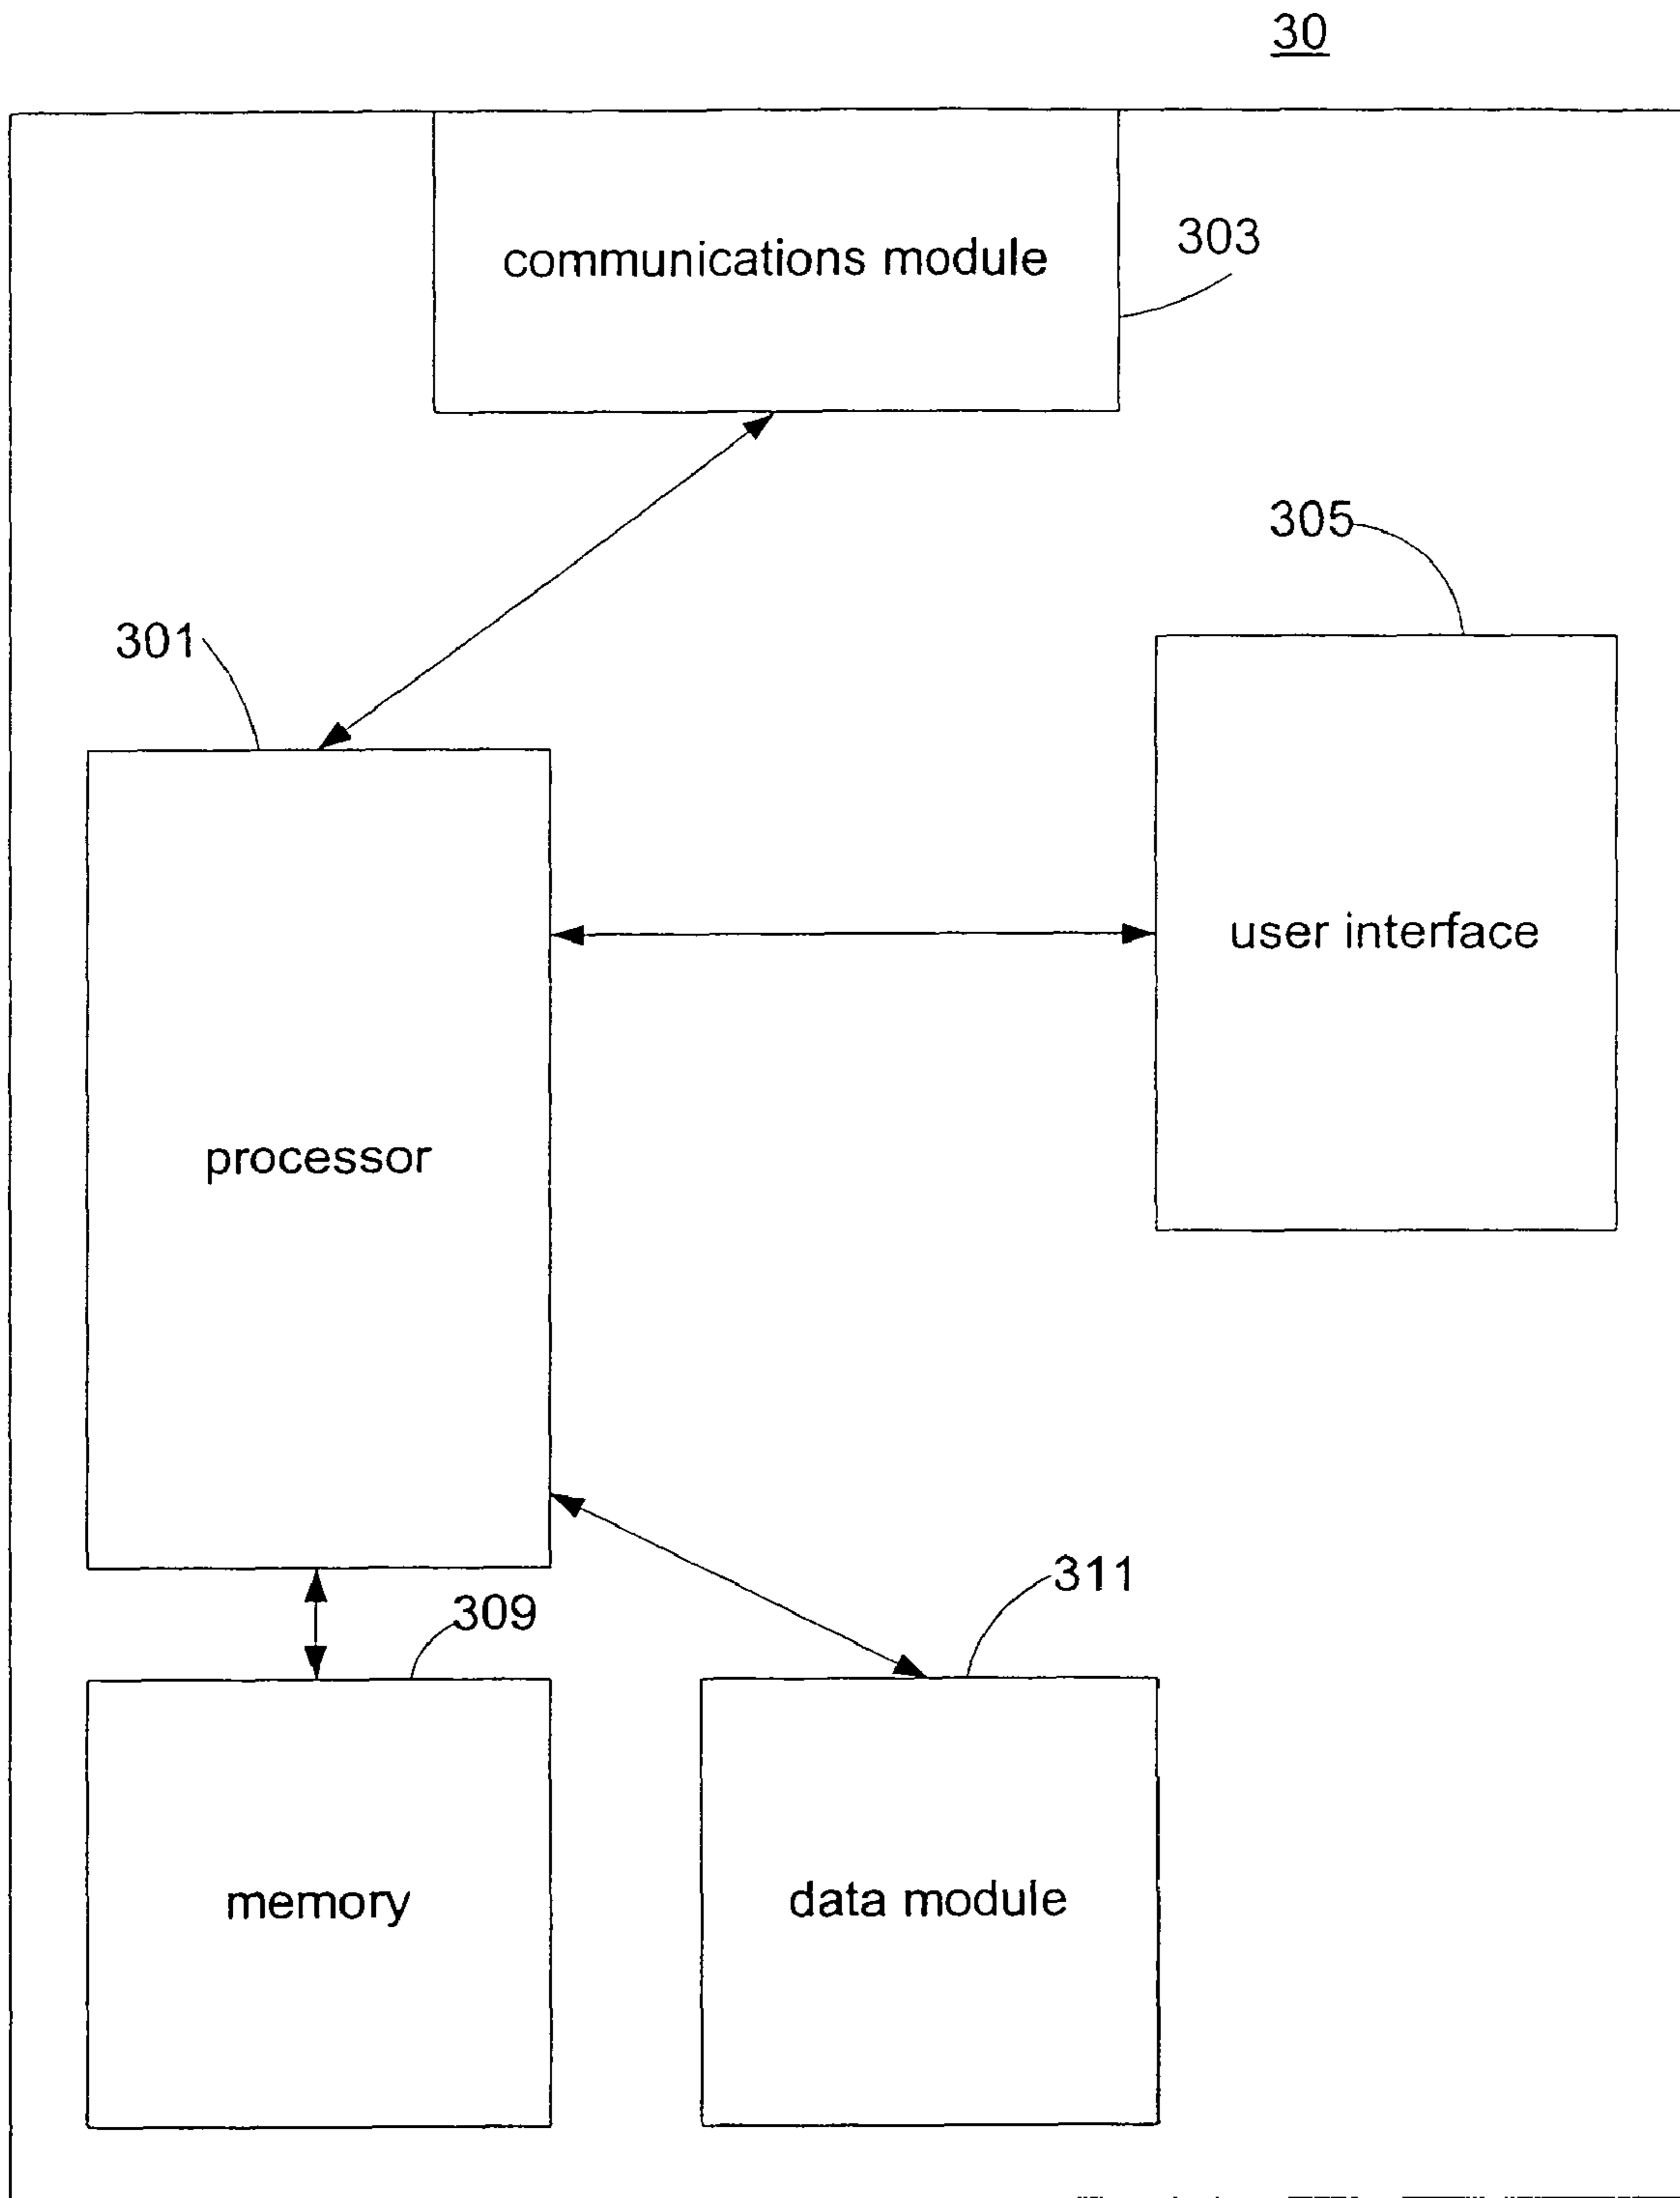 30
communications module
303
305
301
user interface
processor
311
309
memory
data module